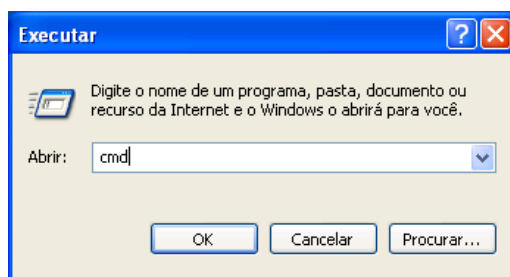 Executar
Digite o nome de um programa, pasta, documento ou
recurso da Internet e o Windows o abrirá para você.
Abrir: cmd
OK Cancelar Procurar...